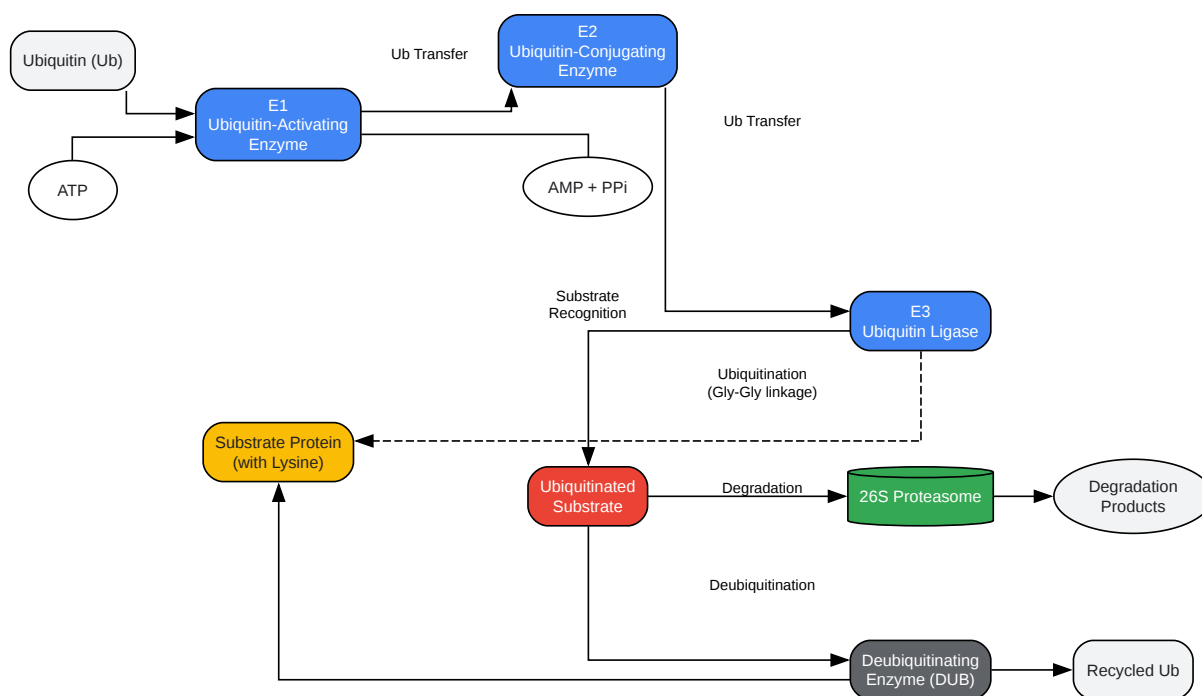 E2
Ubiquitin-Conjugating
Enzyme
Ubiquitin (Ub)
Ub Transfer
E1
Ubiquitin-Activating
Enzyme
Ub Transfer
ATP
AMP + PPi
Substrate
Recognition
E3
Ubiquitin Ligase
Ubiquitination
(Gly-Gly linkage)
Substrate Protein
(with Lysine)
Ubiquitinated
Substrate
Degradation
26S Proteasome
Degradation
Products
Deubiquitination
Deubiquitinating
Enzyme (DUB)
Recycled Ub